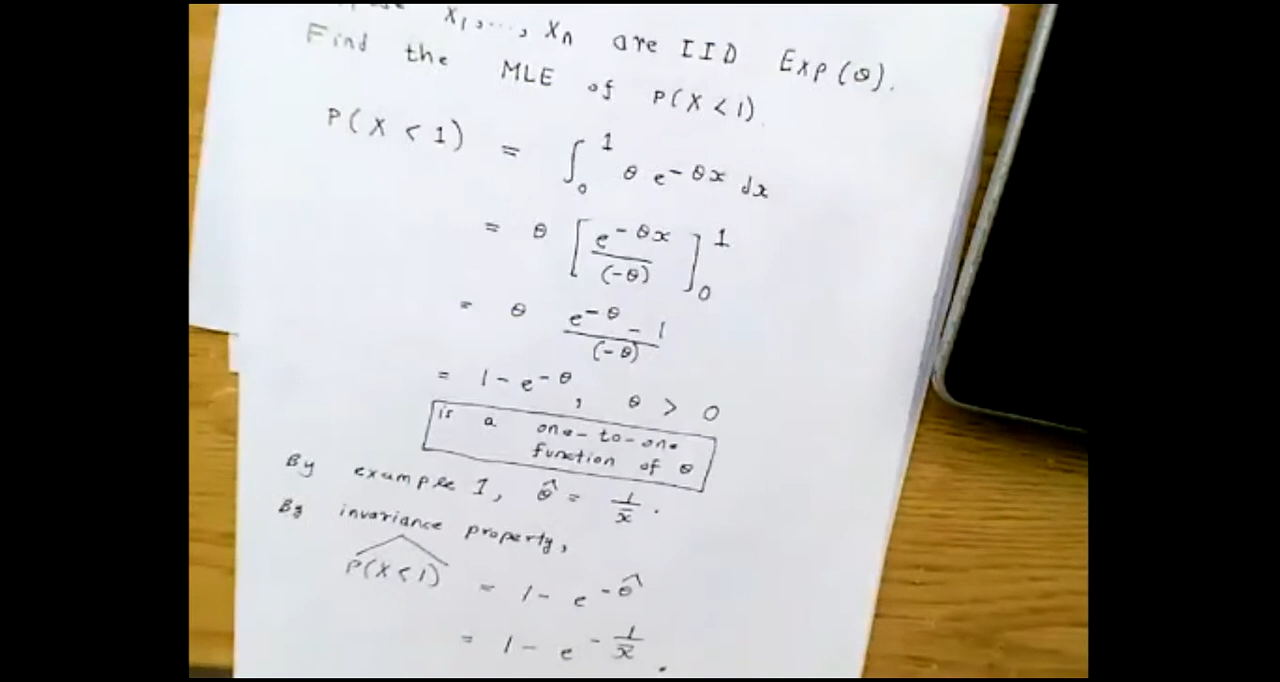 X₁,..., Xₙ are IID Exp(θ).
Find the MLE of P(X < 1).
P(X < 1) = ∫₀¹ θ e^{-θx} dx
= θ [ e^{-θx} / (-θ) ]₀¹
= θ (e^{-θ} - 1) / (-θ)
= 1 - e^{-θ}, θ > 0
is a one-to-one
function of θ
By example 1, θ̂ = 1/x̄.
By invariance property,
\widehat{P(X<1)} = 1 - e^{-θ̂}
= 1 - e^{-1/x̄}.